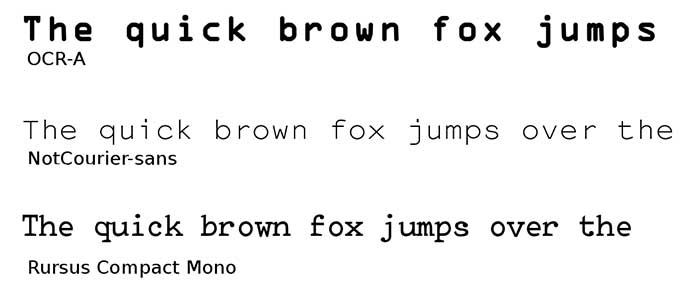 The quick brown fox jumps
OCR-A
The quick brown fox jumps over the
NotCourier-sans
The quick brown fox jumps over the
Rursus Compact Mono